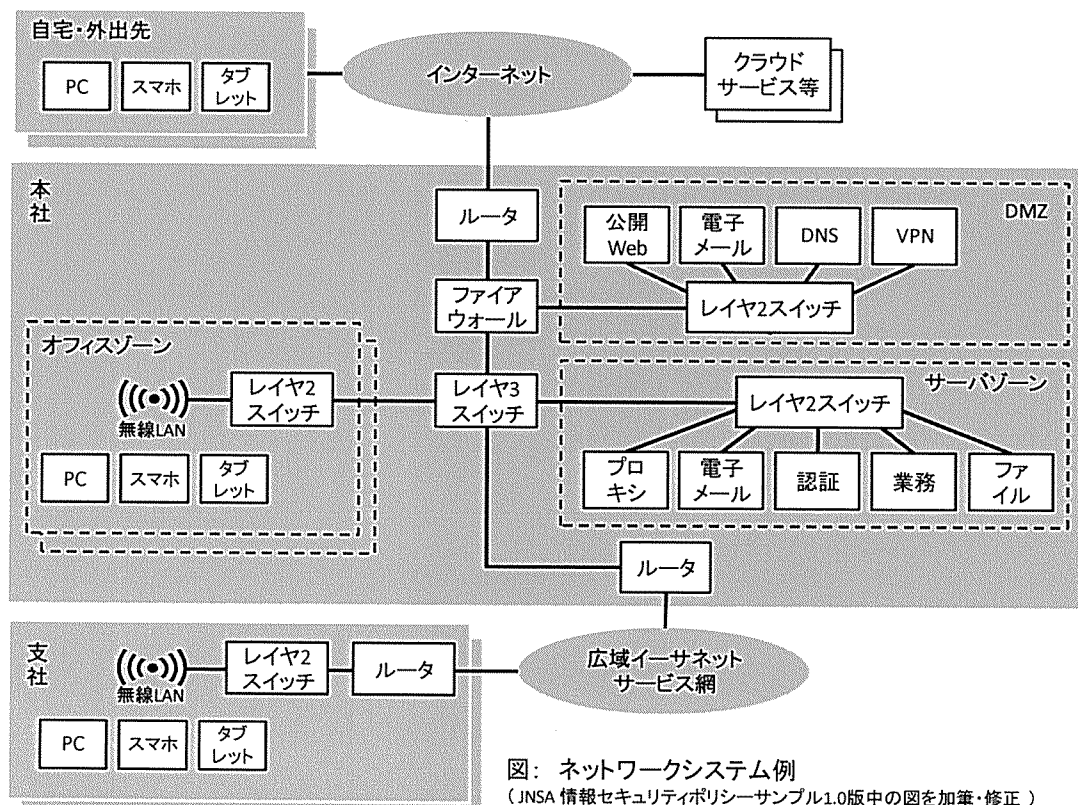 自宅・外出先
PC
スマホ
タブ
レット
インターネット
クラウド
サービス等
本
社
ルータ
DMZ
公開
Web
電子
メール
DNS
VPN
ファイア
ウォール
レイヤ2スイッチ
オフィスゾーン
無線LAN
レイヤ2
スイッチ
レイヤ3
スイッチ
PC
スマホ
タブ
レット
サーバゾーン
レイヤ2スイッチ
プロ
キシ
電子
メール
認証
業務
ファ
イル
ルータ
支
社
無線LAN
レイヤ2
スイッチ
ルータ
広域イーサネット
サービス網
PC
スマホ
タブ
レット
図: ネットワークシステム例
( JNSA 情報セキュリティポリシーサンプル1.0版中の図を加筆・修正 )